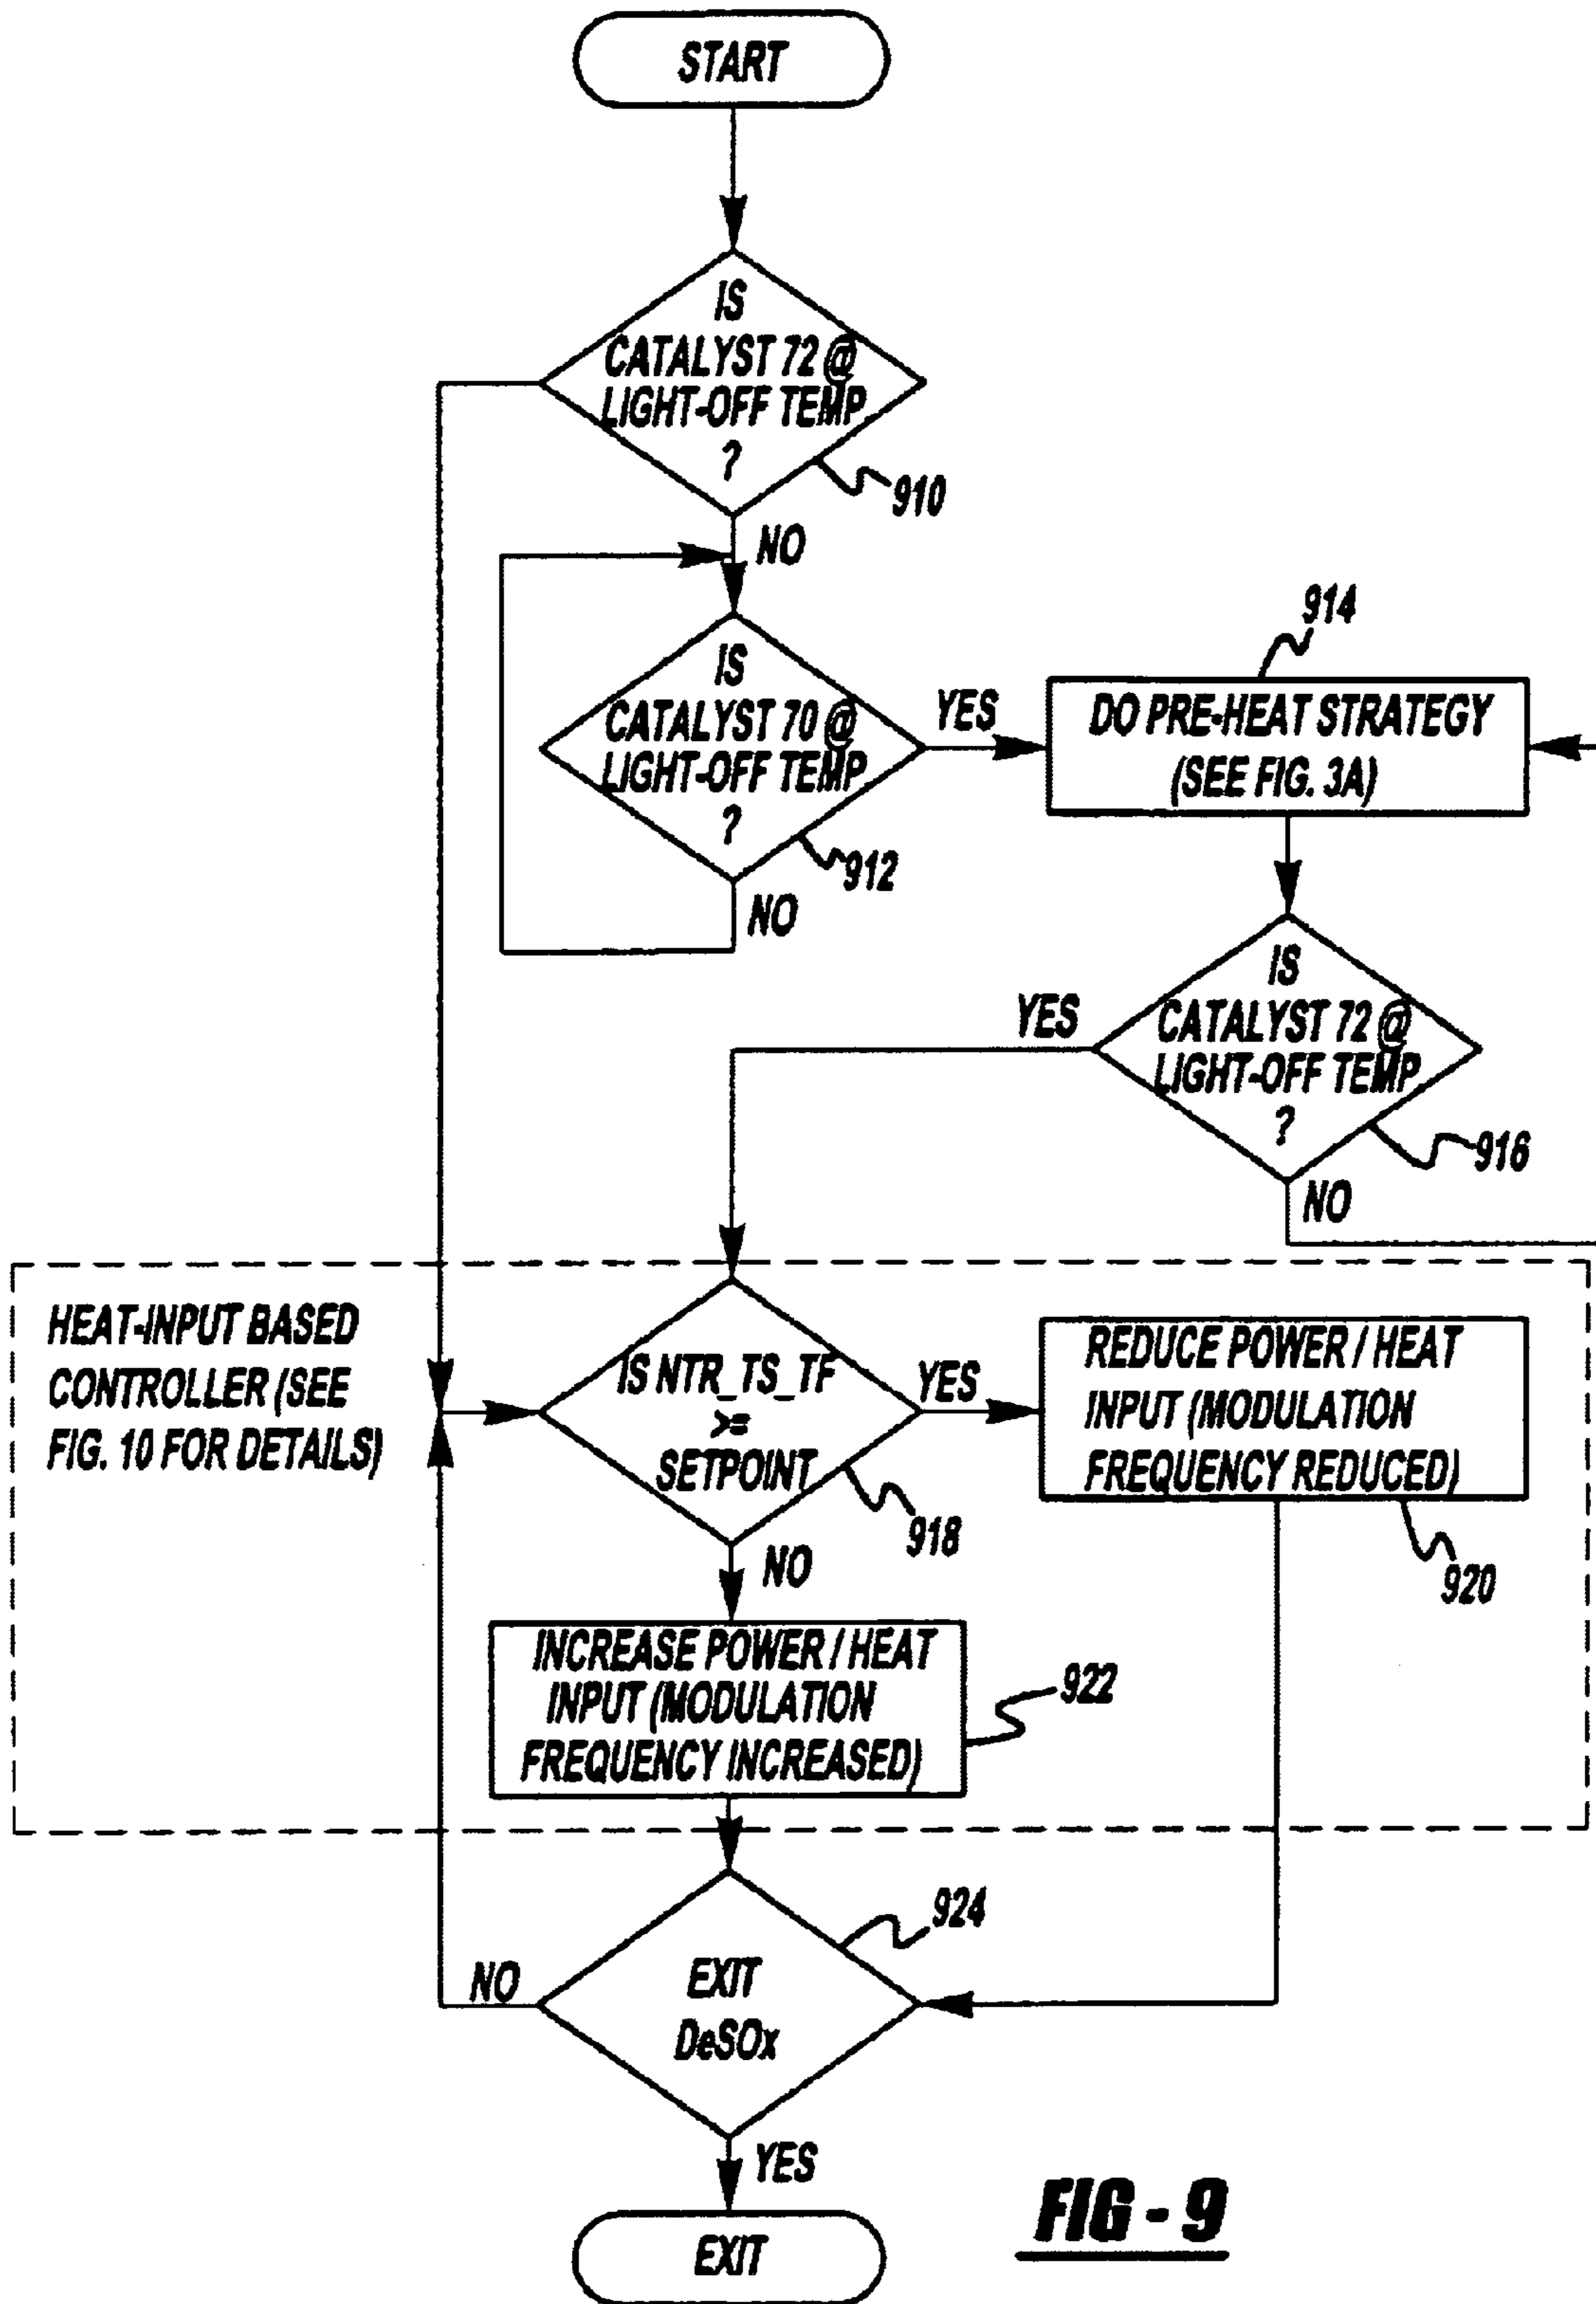 START
IS
CATALYST 72 @
LIGHT-OFF TEMP
?
910
NO
914
IS
CATALYST 70 @
LIGHT-OFF TEMP
?
YES
DO PRE-HEAT STRATEGY
(SEE FIG. 3A)
912
NO
IS
CATALYST 72 @
LIGHT-OFF TEMP
?
YES
916
NO
HEAT-INPUT BASED
CONTROLLER (SEE
FIG. 10 FOR DETAILS)
IS NTR_TS_TF
>=
SETPOINT
YES
REDUCE POWER / HEAT
INPUT (MODULATION
FREQUENCY REDUCED)
918
920
NO
INCREASE POWER / HEAT
INPUT (MODULATION
FREQUENCY INCREASED)
922
924
NO
EXIT
DeSOx
YES
EXIT
FIG - 9